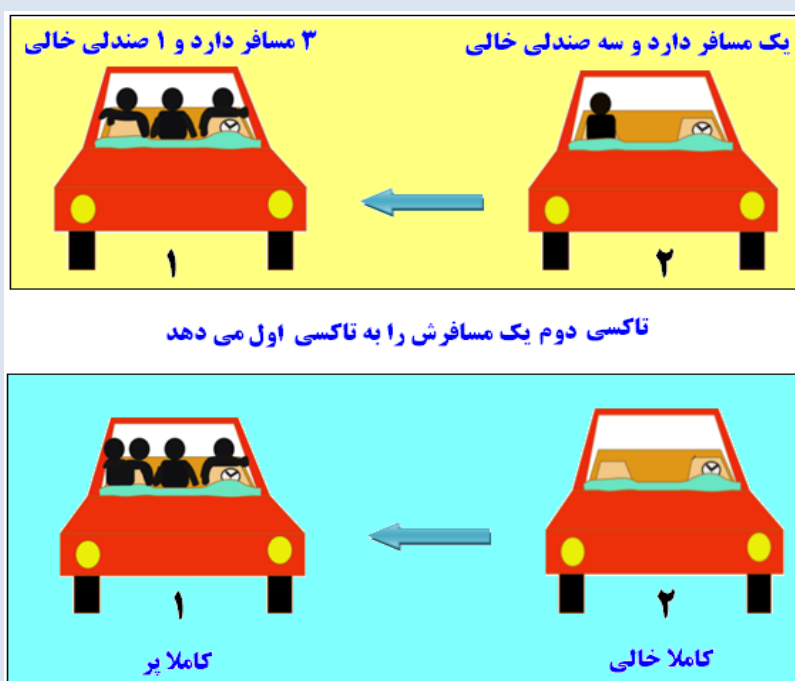 یک مسافر دارد و سه صندلی خالی
۳ مسافر دارد و ۱ صندلی خالی
۲
۱
تاکسی دوم یک مسافرش را به تاکسی اول می دهد
۲
۱
کاملا خالی
کاملا پر